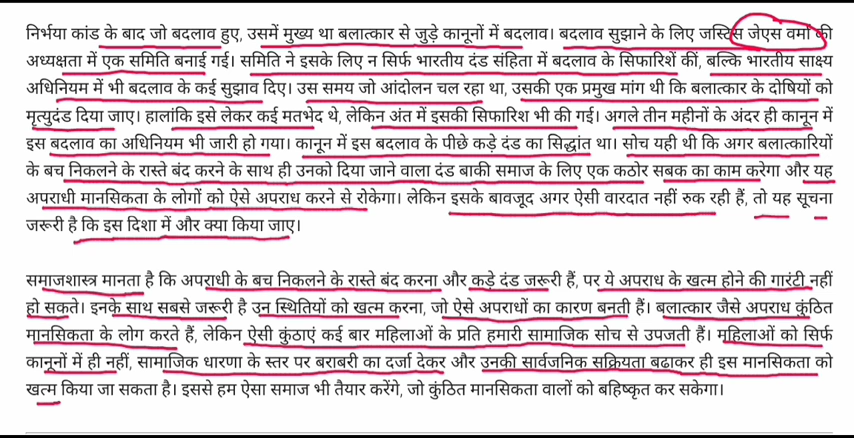 निर्भया कांड के बाद जो बदलाव हुए, उसमें मुख्य था बलात्कार से जुड़े कानूनों में बदलाव। बदलाव सुझाने के लिए जस्टिस जेएस वर्मा की
अध्यक्षता में एक समिति बनाई गई। समिति ने इसके लिए न सिर्फ भारतीय दंड संहिता में बदलाव के सिफारिशें कीं, बल्कि भारतीय साक्ष्य
अधिनियम में भी बदलाव के कई सुझाव दिए। उस समय जो आंदोलन चल रहा था, उसकी एक प्रमुख मांग थी कि बलात्कार के दोषियों को
मृत्युदंड दिया जाए। हालांकि इसे लेकर कई मतभेद थे, लेकिन अंत में इसकी सिफारिश भी की गई। अगले तीन महीनों के अंदर ही कानून में
इस बदलाव का अधिनियम भी जारी हो गया। कानून में इस बदलाव के पीछे कड़े दंड का सिद्धांत था। सोच यही थी कि अगर बलात्कारियों
के बच निकलने के रास्ते बंद करने के साथ ही उनको दिया जाने वाला दंड बाकी समाज के लिए एक कठोर सबक का काम करेगा और यह
अपराधी मानसिकता के लोगों को ऐसे अपराध करने से रोकेगा। लेकिन इसके बावजूद अगर ऐसी वारदात नहीं रुक रही हैं, तो यह सूचना
जरूरी है कि इस दिशा में और क्या किया जाए।
समाजशास्त्र मानता है कि अपराधी के बच निकलने के रास्ते बंद करना और कड़े दंड जरूरी हैं, पर ये अपराध के खत्म होने की गारंटी नहीं
हो सकते। इनके साथ सबसे जरूरी है उन स्थितियों को खत्म करना, जो ऐसे अपराधों का कारण बनती हैं। बलात्कार जैसे अपराध कुंठित
मानसिकता के लोग करते हैं, लेकिन ऐसी कुंठाएं कई बार महिलाओं के प्रति हमारी सामाजिक सोच से उपजती हैं। महिलाओं को सिर्फ
कानूनों में ही नहीं, सामाजिक धारणा के स्तर पर बराबरी का दर्जा देकर और उनकी सार्वजनिक सक्रियता बढ़ाकर ही इस मानसिकता को
खत्म किया जा सकता है। इससे हम ऐसा समाज भी तैयार करेंगे, जो कुंठित मानसिकता वालों को बहिष्कृत कर सकेगा।